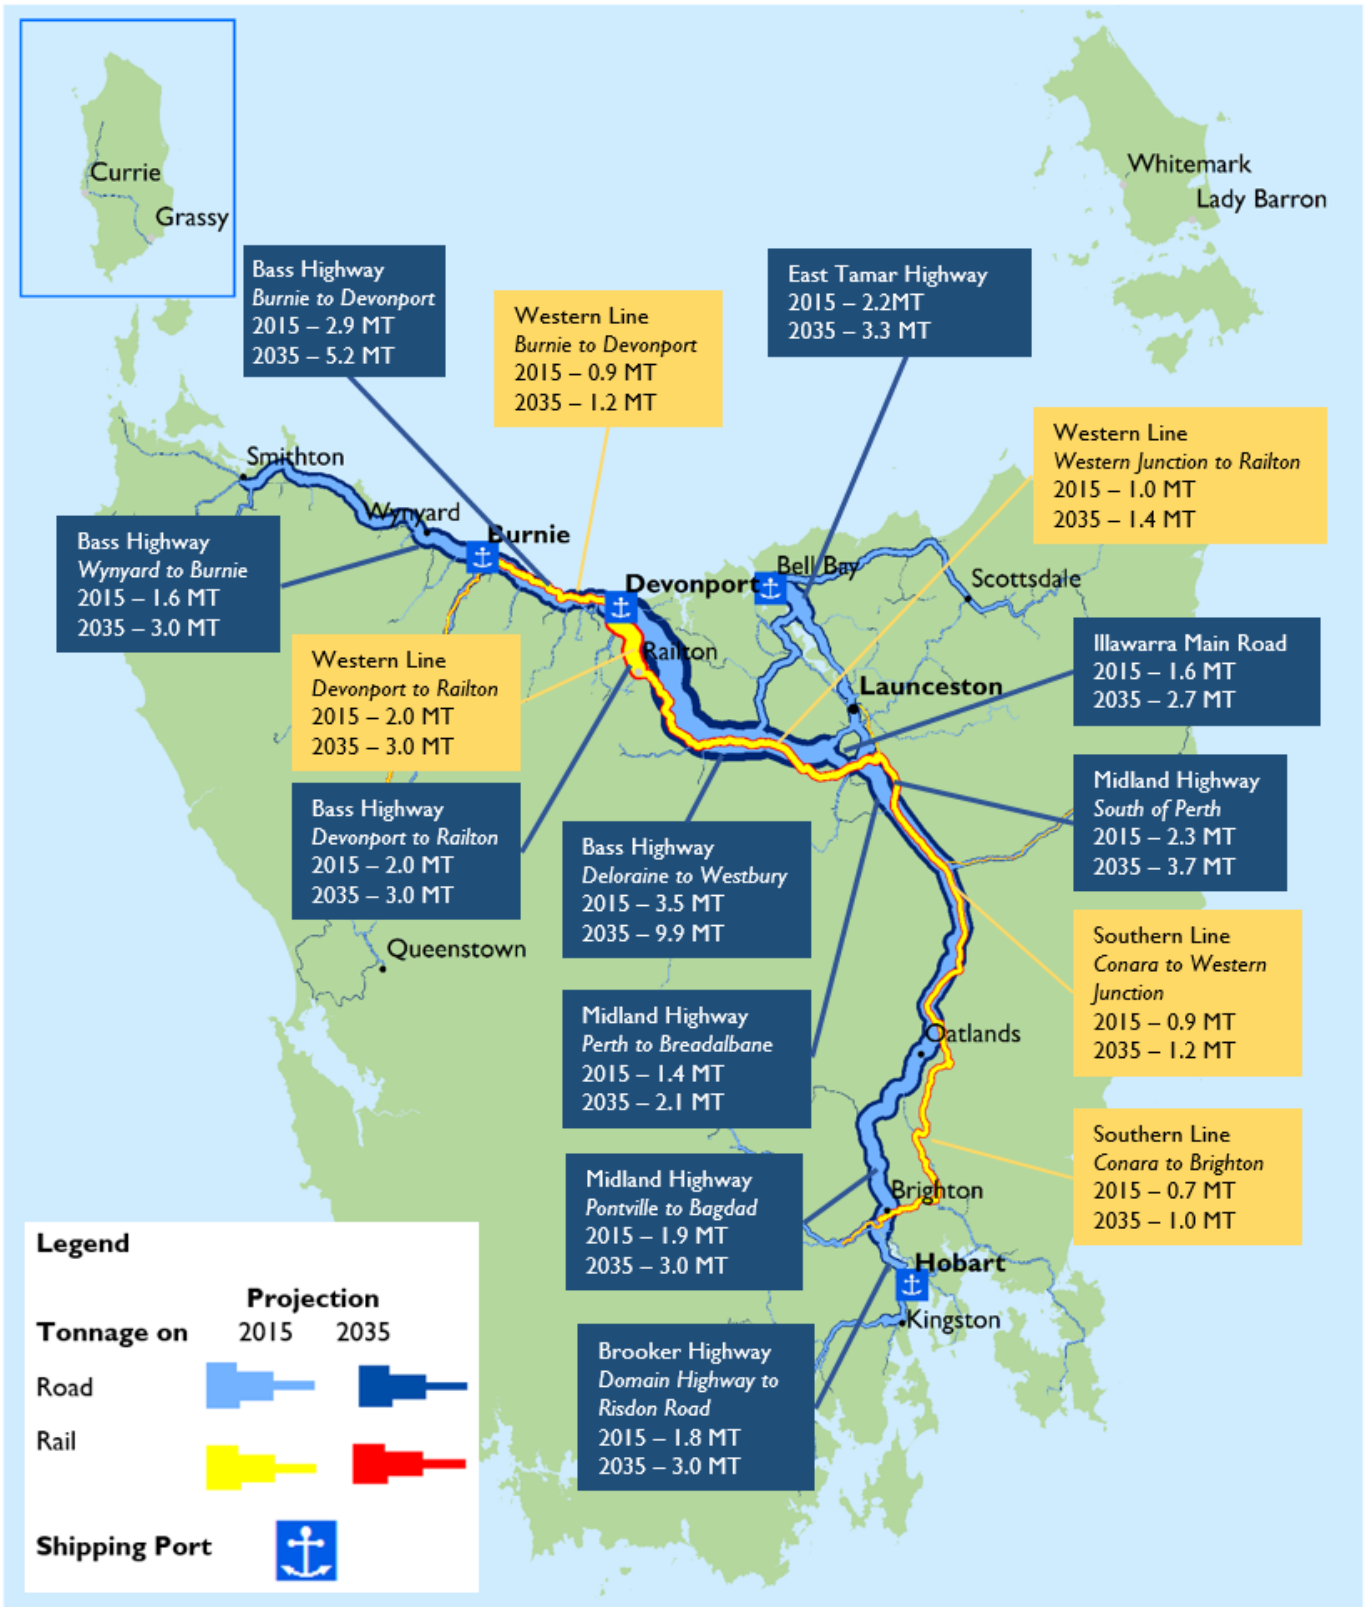 Currie
Grassy
Whitemark
Lady Barron
Bass Highway
Burnie to Devonport
2015 – 2.9 MT
2035 – 5.2 MT
Western Line
Burnie to Devonport
2015 – 0.9 MT
2035 – 1.2 MT
East Tamar Highway
2015 – 2.2MT
2035 – 3.3 MT
Western Line
Western Junction to Railton
2015 – 1.0 MT
2035 – 1.4 MT
Smithton
Wynyard
Burnie
Bass Highway
Wynyard to Burnie
2015 – 1.6 MT
2035 – 3.0 MT
Devonport
Bell Bay
Scottsdale
Railton
Launceston
Illawarra Main Road
2015 – 1.6 MT
2035 – 2.7 MT
Western Line
Devonport to Railton
2015 – 2.0 MT
2035 – 3.0 MT
Bass Highway
Devonport to Railton
2015 – 2.0 MT
2035 – 3.0 MT
Bass Highway
Deloraine to Westbury
2015 – 3.5 MT
2035 – 9.9 MT
Midland Highway
South of Perth
2015 – 2.3 MT
2035 – 3.7 MT
Queenstown
Southern Line
Conara to Western
Junction
2015 – 0.9 MT
2035 – 1.2 MT
Midland Highway
Perth to Breadalbane
2015 – 1.4 MT
2035 – 2.1 MT
Oatlands
Southern Line
Conara to Brighton
2015 – 0.7 MT
2035 – 1.0 MT
Midland Highway
Pontville to Bagdad
2015 – 1.9 MT
2035 – 3.0 MT
Brighton
Hobart
Kingston
Brooker Highway
Domain Highway to
Risdon Road
2015 – 1.8 MT
2035 – 3.0 MT
Legend
Projection
Tonnage on 2015 2035
Road
Rail
Shipping Port